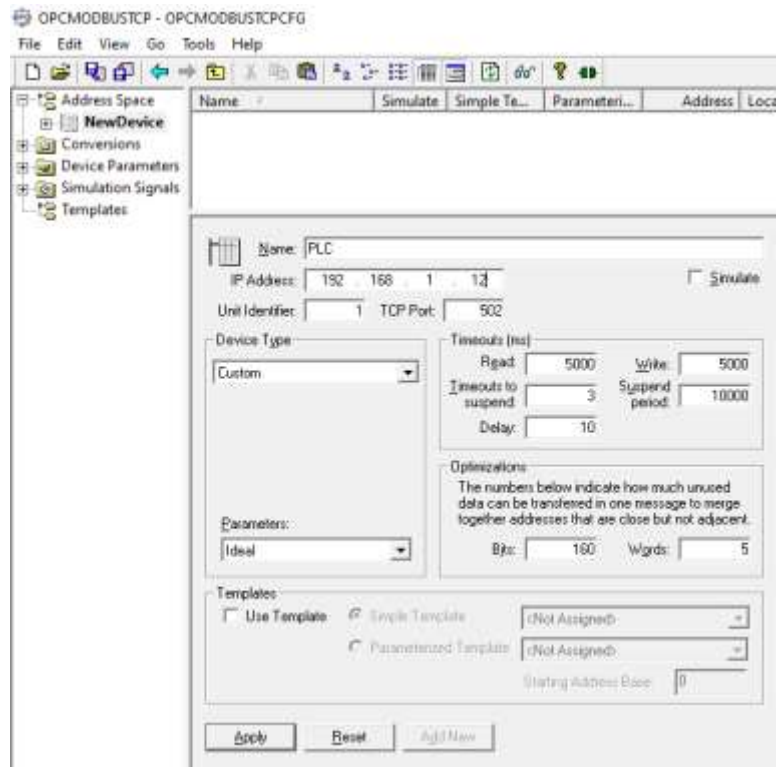 OPCMODBUSTCP - OPCMODBUSTCPCFG
File Edit View Go Tools Help
Address Space
NewDevice
Conversions
Device Parameters
Simulation Signals
Templates
Name Simulate Simple Te... Parameteri... Address Loca
Name: PLC
IP Address: 192 . 168 . 1 . 12
Simulate
Unit Identifier: 1 TCP Port: 502
Device Type
Custom
Parameters:
Ideal
Timeouts (ms)
Read: 5000 Write: 5000
Timeouts to suspend: 3 Suspend period: 10000
Delay: 10
Optimizations
The numbers below indicate how much unused
data can be transferred in one message to merge
together addresses that are close but not adjacent.
Bits: 160 Words: 5
Templates
Use Template Simple Template <Not Assigned>
Parameterized Template <Not Assigned>
Starting Address Base: 0
Apply Reset Add New